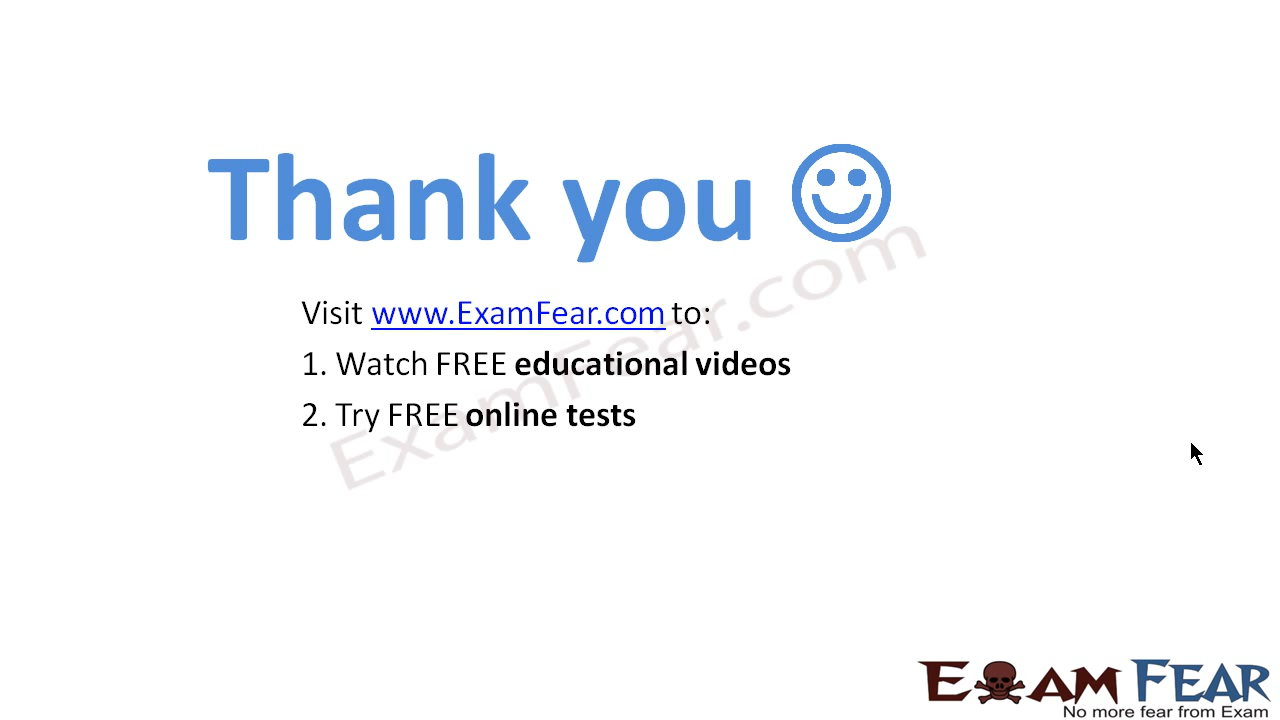 Thank you
Visit www.ExamFear.com to:
1. Watch FREE educational videos
2. Try FREE online tests
ExamFear.com
EXAM FEAR
No more fear from Exam